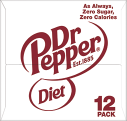 As Always,
Zero Sugar,
Zero Calories
Dr
Pepper
Est.1885
Diet
12
PACK